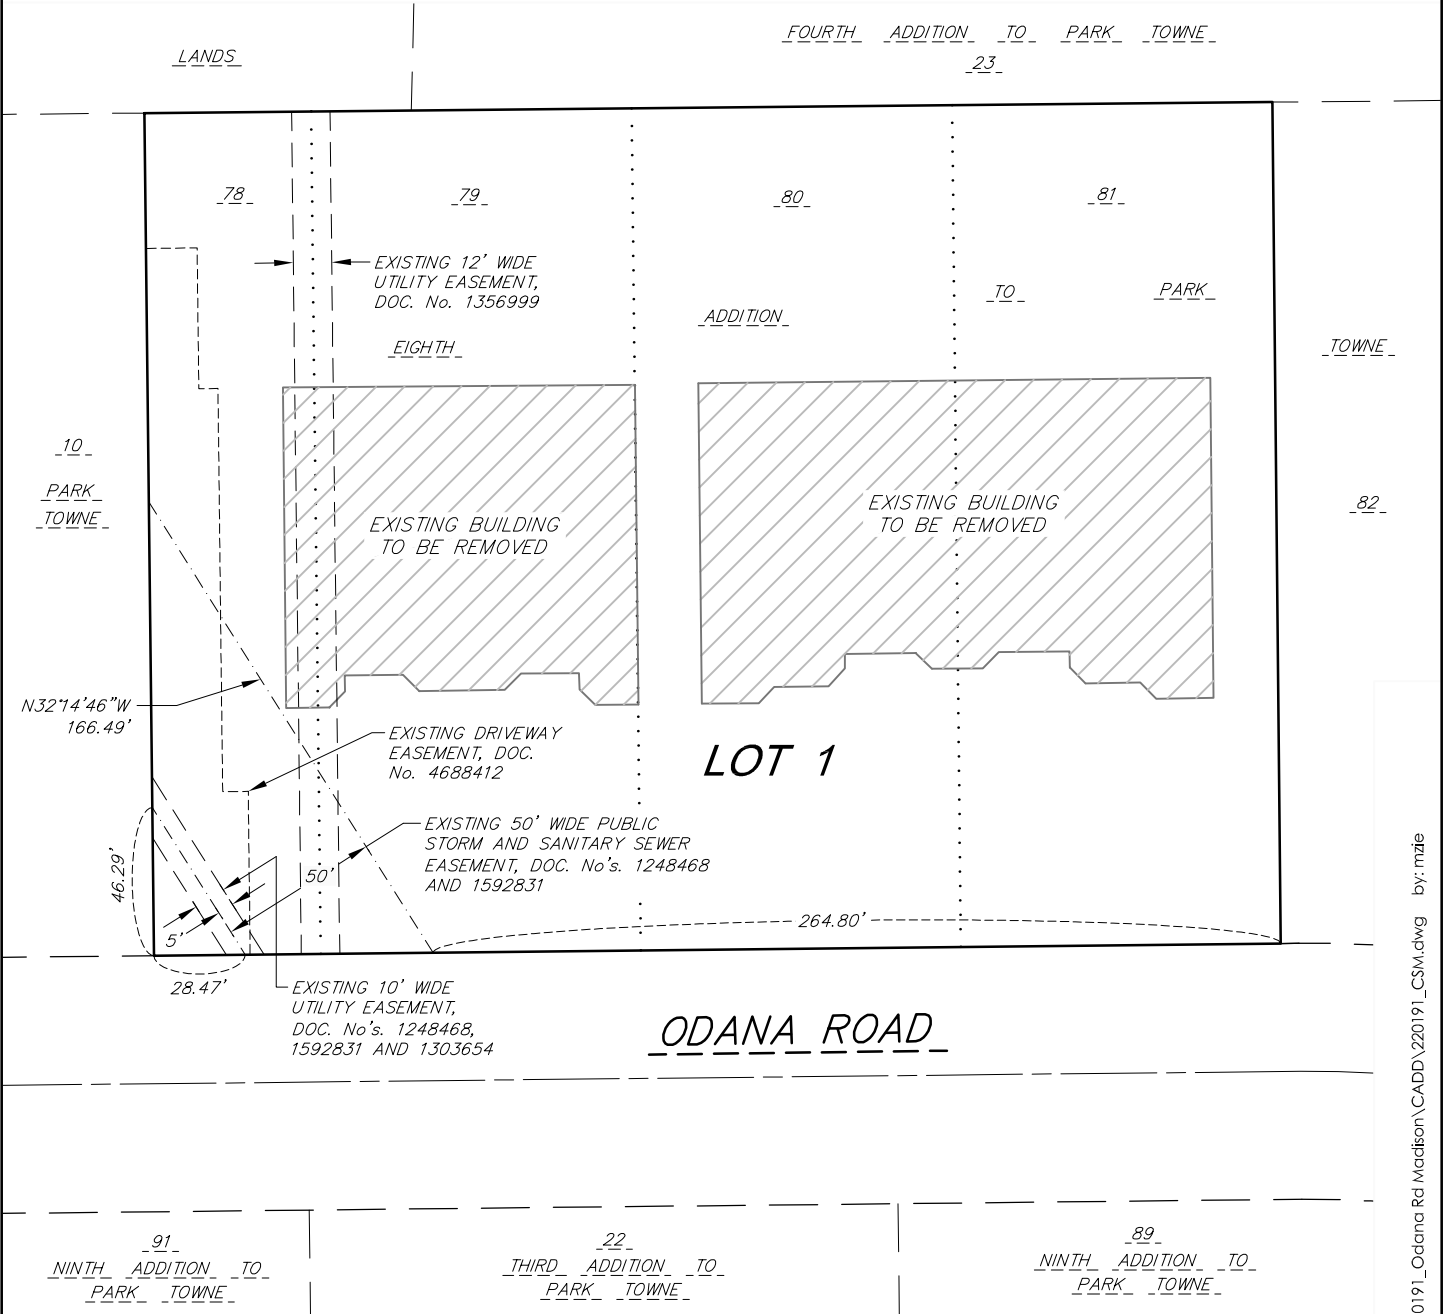 LANDS
FOURTH ADDITION TO PARK TOWNE
23
78
79
80
81
EXISTING 12' WIDE
UTILITY EASEMENT,
DOC. No. 1356999
EIGHTH
ADDITION
TO
PARK
TOWNE
10
PARK
TOWNE
82
EXISTING BUILDING
TO BE REMOVED
EXISTING BUILDING
TO BE REMOVED
N32°14'46"W
166.49'
EXISTING DRIVEWAY
EASEMENT, DOC.
No. 4688412
LOT 1
EXISTING 50' WIDE PUBLIC
STORM AND SANITARY SEWER
EASEMENT, DOC. No's. 1248468
AND 1592831
46.29'
50'
5'
264.80'
28.47'
EXISTING 10' WIDE
UTILITY EASEMENT,
DOC. No's. 1248468,
1592831 AND 1303654
ODANA ROAD
91
NINTH ADDITION TO
PARK TOWNE
22
THIRD ADDITION TO
PARK TOWNE
89
NINTH ADDITION TO
PARK TOWNE
0191_Odana Rd Madison\CADD\220191_CSM.dwg by: mzie